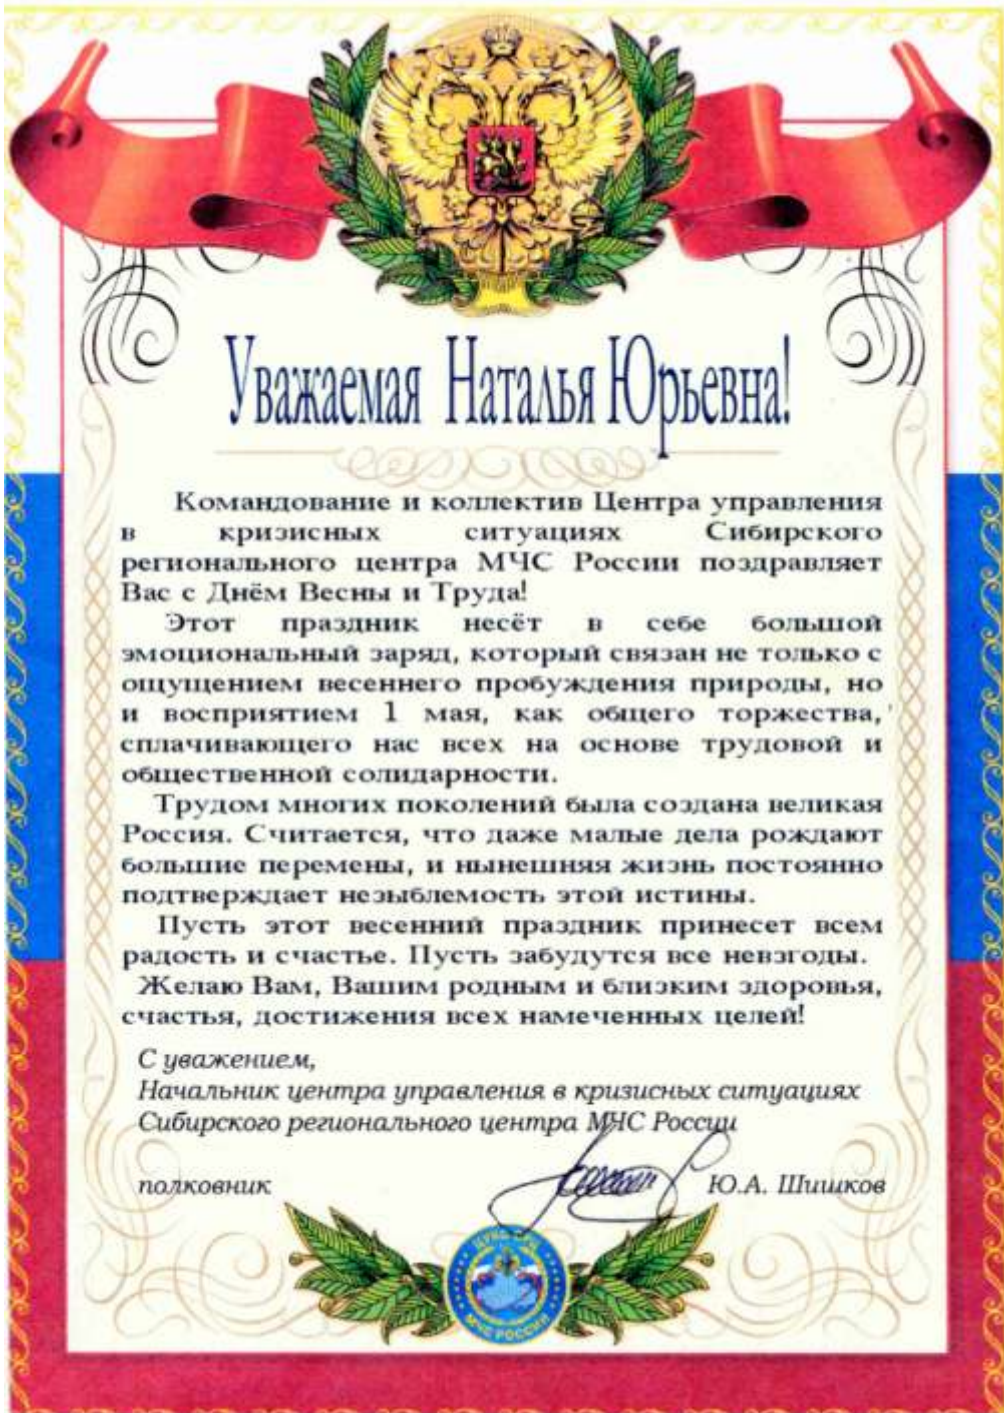 Уважаемая Наталья Юрьевна!
Командование и коллектив Центра управления
в кризисных ситуациях Сибирского
регионального центра МЧС России поздравляет
Вас с Днём Весны и Труда!
Этот праздник несёт в себе большой
эмоциональный заряд, который связан не только с
ощущением весеннего пробуждения природы, но
и восприятием 1 мая, как общего торжества,
сплачивающего нас всех на основе трудовой и
общественной солидарности.
Трудом многих поколений была создана великая
Россия. Считается, что даже малые дела рождают
большие перемены, и нынешняя жизнь постоянно
подтверждает незыблемость этой истины.
Пусть этот весенний праздник принесет всем
радость и счастье. Пусть забудутся все невзгоды.
Желаю Вам, Вашим родным и близким здоровья,
счастья, достижения всех намеченных целей!
С уважением,
Начальник центра управления в кризисных ситуациях
Сибирского регионального центра МЧС России
полковник Ю.А. Шишков
МЧС РОССИИ